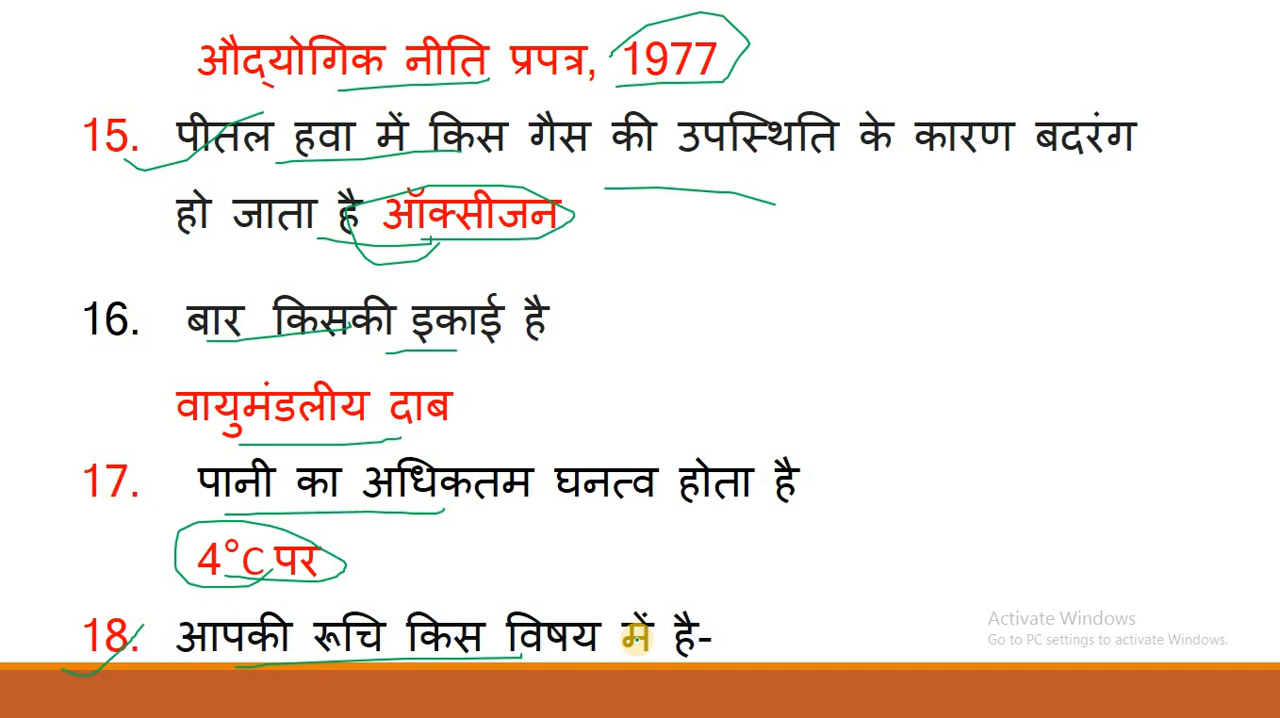 औद्योगिक नीति प्रपत्र, 1977
15. पीतल हवा में किस गैस की उपस्थिति के कारण बदरंग
हो जाता है ऑक्सीजन
16. बार किसकी इकाई है
वायुमंडलीय दाब
17. पानी का अधिकतम घनत्व होता है
4°C पर
18. आपकी रूचि किस विषय में है-
Activate Windows
Go to PC settings to activate Windows.